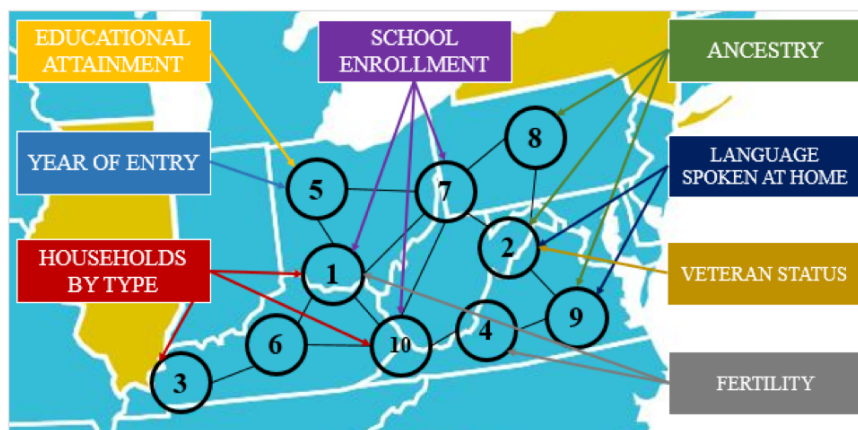 EDUCATIONAL
ATTAINMENT
SCHOOL
ENROLLMENT
ANCESTRY
8
YEAR OF ENTRY
5
7
LANGUAGE
SPOKEN AT HOME
2
HOUSEHOLDS
BY TYPE
1
VETERAN STATUS
6
10
4
9
3
FERTILITY